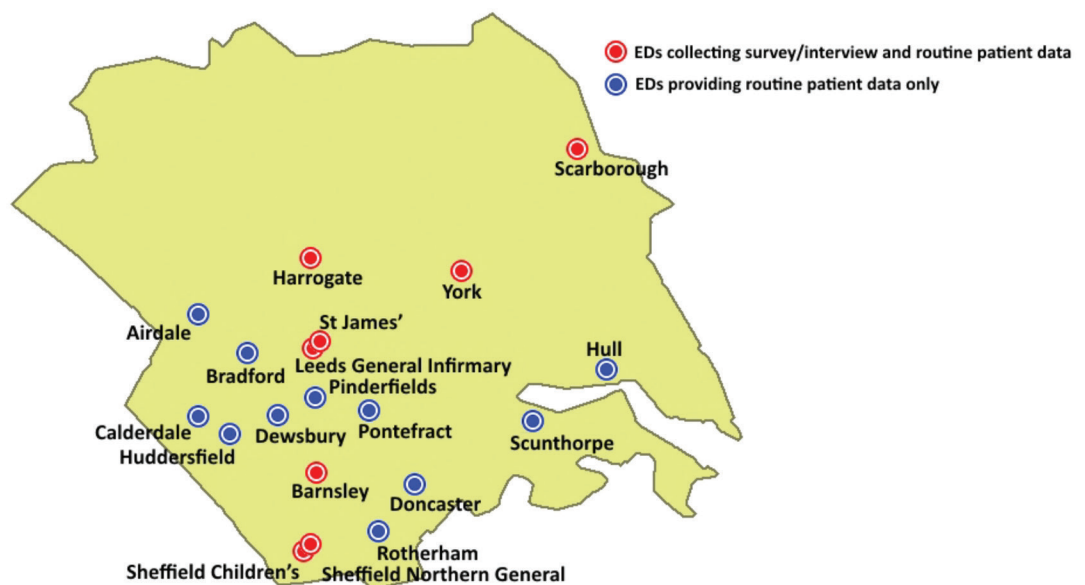 EDs collecting survey/interview and routine patient data
EDs providing routine patient data only
Scarborough
Harrogate
York
St James’
Airdale
Leeds General Infirmary
Hull
Bradford
Pinderfields
Calderdale
Dewsbury
Pontefract
Scunthorpe
Huddersfield
Barnsley
Doncaster
Rotherham
Sheffield Children’s
Sheffield Northern General